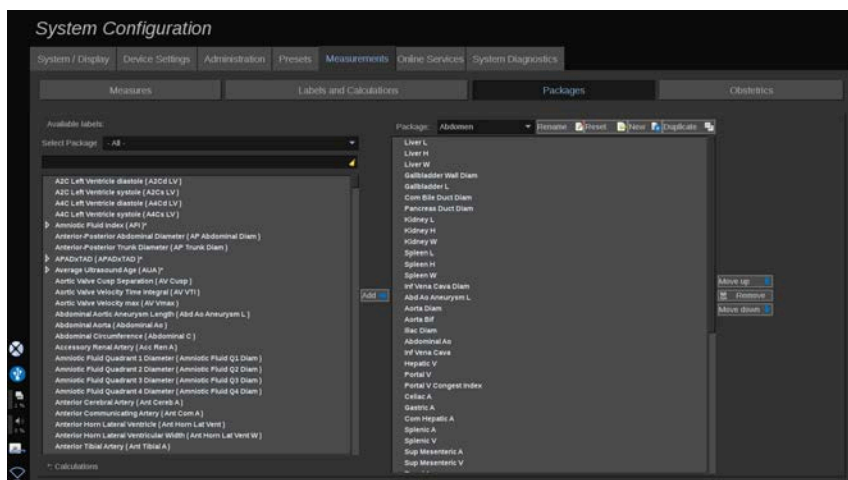 System Configuration
System / Display
Device Settings
Administration
Presets
Measurements
Online Services
System Diagnostics
Measures
Labels and Calculations
Packages
Obstetrics
Available labels:
Select Package - All -
A2C Left Ventricle diastole ( A2Cd LV )
A2C Left Ventricle systole ( A2Cs LV )
A4C Left Ventricle diastole ( A4Cd LV )
A4C Left Ventricle systole ( A4Cs LV )
Amniotic Fluid Index ( AFI )*
Anterior-Posterior Abdominal Diameter ( AP Abdominal Diam )
Anterior-Posterior Trunk Diameter ( AP Trunk Diam )
APADxTAD ( APADxTAD )*
Average Ultrasound Age ( AUA )*
Aortic Valve Cusp Separation ( AV Cusp )
Aortic Valve Velocity Time Integral ( AV VTI )
Aortic Valve Velocity max ( AV Vmax )
Abdominal Aortic Aneurysm Length ( Abd Ao Aneurysm L )
Abdominal Aorta ( Abdominal Ao )
Abdominal Circumference ( Abdominal C )
Accessory Renal Artery ( Acc Ren A )
Amniotic Fluid Quadrant 1 Diameter ( Amniotic Fluid Q1 Diam )
Amniotic Fluid Quadrant 2 Diameter ( Amniotic Fluid Q2 Diam )
Amniotic Fluid Quadrant 3 Diameter ( Amniotic Fluid Q3 Diam )
Amniotic Fluid Quadrant 4 Diameter ( Amniotic Fluid Q4 Diam )
Anterior Cerebral Artery ( Ant Cereb A )
Anterior Communicating Artery ( Ant Com A )
Anterior Horn Lateral Ventricle ( Ant Horn Lat Vent )
Anterior Horn Lateral Ventricular Width ( Ant Horn Lat Vent W )
Anterior Tibial Artery ( Ant Tibial A )
*: Calculations
Add
Package: Abdomen
Rename
Reset
New
Duplicate
Liver L
Liver H
Liver W
Gallbladder Wall Diam
Gallbladder L
Com Bile Duct Diam
Pancreas Duct Diam
Kidney L
Kidney H
Kidney W
Spleen L
Spleen H
Spleen W
Inf Vena Cava Diam
Abd Ao Aneurysm L
Aorta Diam
Aorta Bif
Iliac Diam
Abdominal Ao
Inf Vena Cava
Hepatic V
Portal V
Portal V Congest Index
Celiac A
Gastric A
Com Hepatic A
Splenic A
Splenic V
Sup Mesenteric A
Sup Mesenteric V
Move up
Remove
Move down